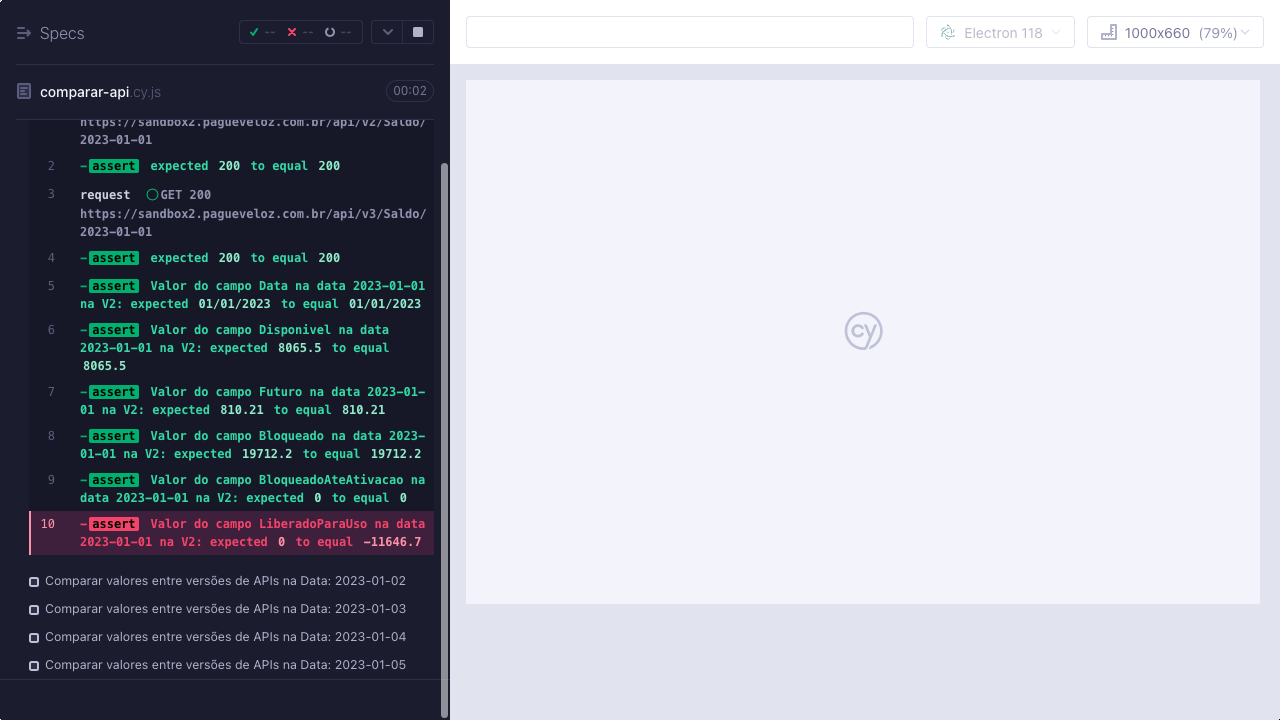 Specs
-- -- --
Electron 118
1000x660 (79%)
comparar-api.cy.js
00:02
https://sandbox2.pagueveloz.com.br/api/v2/Saldo/
2023-01-01
2
-assert expected 200 to equal 200
3
request GET 200
https://sandbox2.pagueveloz.com.br/api/v3/Saldo/
2023-01-01
4
-assert expected 200 to equal 200
5
-assert Valor do campo Data na data 2023-01-01
na V2: expected 01/01/2023 to equal 01/01/2023
6
-assert Valor do campo Disponivel na data
2023-01-01 na V2: expected 8065.5 to equal
8065.5
7
-assert Valor do campo Futuro na data 2023-01-
01 na V2: expected 810.21 to equal 810.21
8
-assert Valor do campo Bloqueado na data 2023-
01-01 na V2: expected 19712.2 to equal 19712.2
9
-assert Valor do campo BloqueadoAteAtivacao na
data 2023-01-01 na V2: expected 0 to equal 0
10
-assert Valor do campo LiberadoParaUso na data
2023-01-01 na V2: expected 0 to equal -11646.7
Comparar valores entre versões de APIs na Data: 2023-01-02
Comparar valores entre versões de APIs na Data: 2023-01-03
Comparar valores entre versões de APIs na Data: 2023-01-04
Comparar valores entre versões de APIs na Data: 2023-01-05
cy